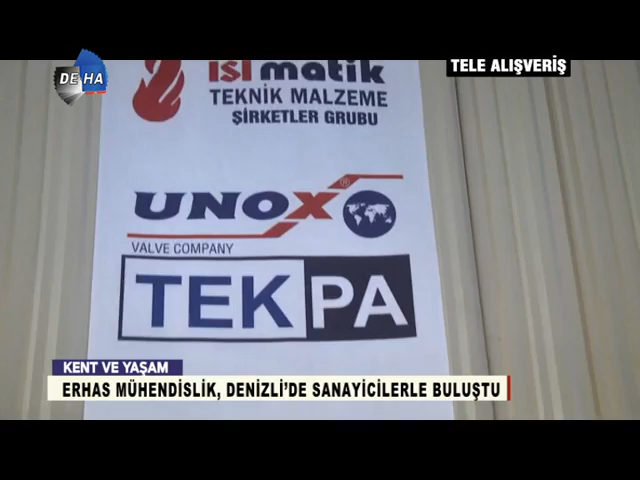 DEHA
TELE ALIŞVERİŞ
ISI matik
TEKNİK MALZEME
ŞİRKETLER GRUBU
UNOX®
VALVE COMPANY
TEKPA
KENT VE YAŞAM
ERHAS MÜHENDİSLİK, DENİZLİ'DE SANAYİCİLERLE BULUŞTU